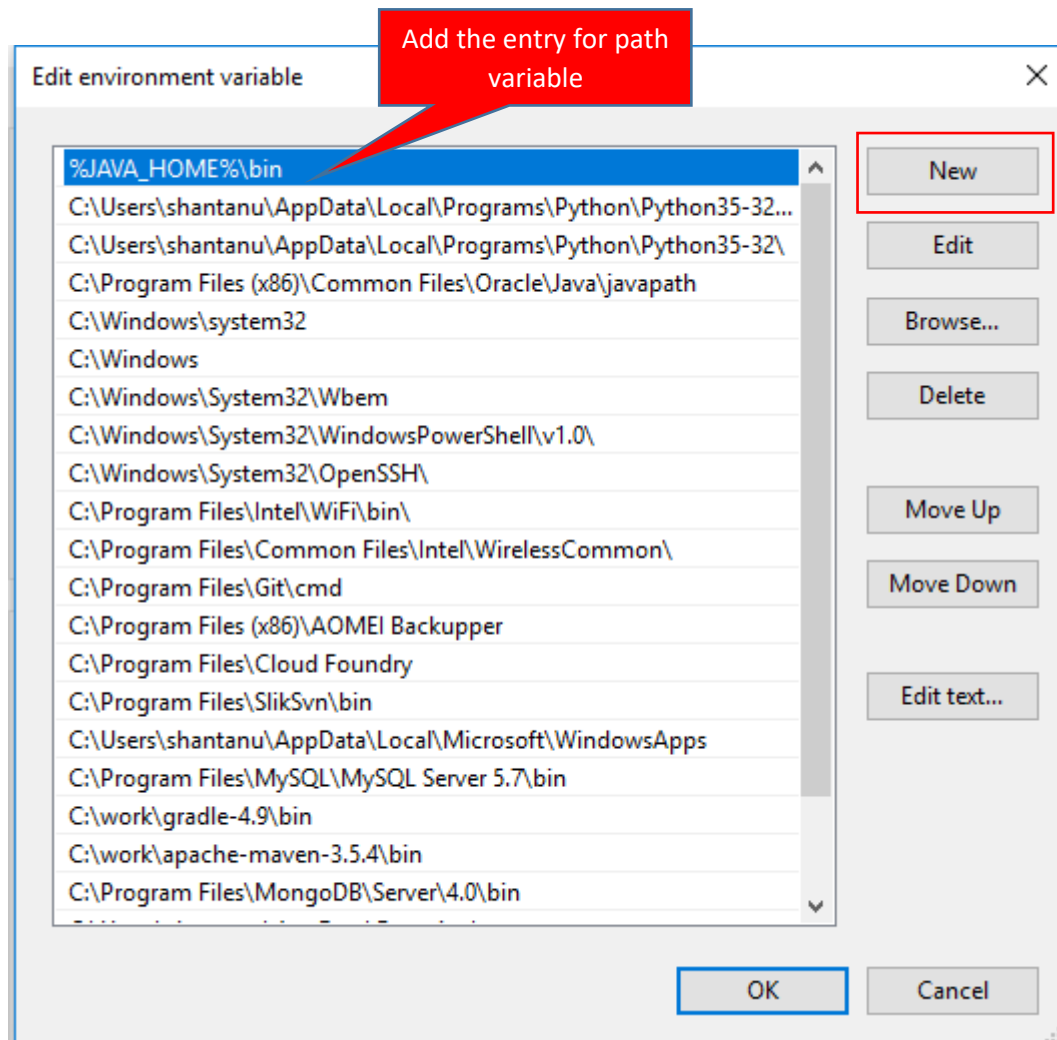 Add the entry for path
variable
Edit environment variable
%JAVA_HOME%\bin
C:\Users\shantanu\AppData\Local\Programs\Python\Python35-32...
C:\Users\shantanu\AppData\Local\Programs\Python\Python35-32\
C:\Program Files (x86)\Common Files\Oracle\Java\javapath
C:\Windows\system32
C:\Windows
C:\Windows\System32\Wbem
C:\Windows\System32\WindowsPowerShell\v1.0\
C:\Windows\System32\OpenSSH\
C:\Program Files\Intel\WiFi\bin\
C:\Program Files\Common Files\Intel\WirelessCommon\
C:\Program Files\Git\cmd
C:\Program Files (x86)\AOMEI Backupper
C:\Program Files\Cloud Foundry
C:\Program Files\SlikSvn\bin
C:\Users\shantanu\AppData\Local\Microsoft\WindowsApps
C:\Program Files\MySQL\MySQL Server 5.7\bin
C:\work\gradle-4.9\bin
C:\work\apache-maven-3.5.4\bin
C:\Program Files\MongoDB\Server\4.0\bin
New
Edit
Browse...
Delete
Move Up
Move Down
Edit text...
OK
Cancel